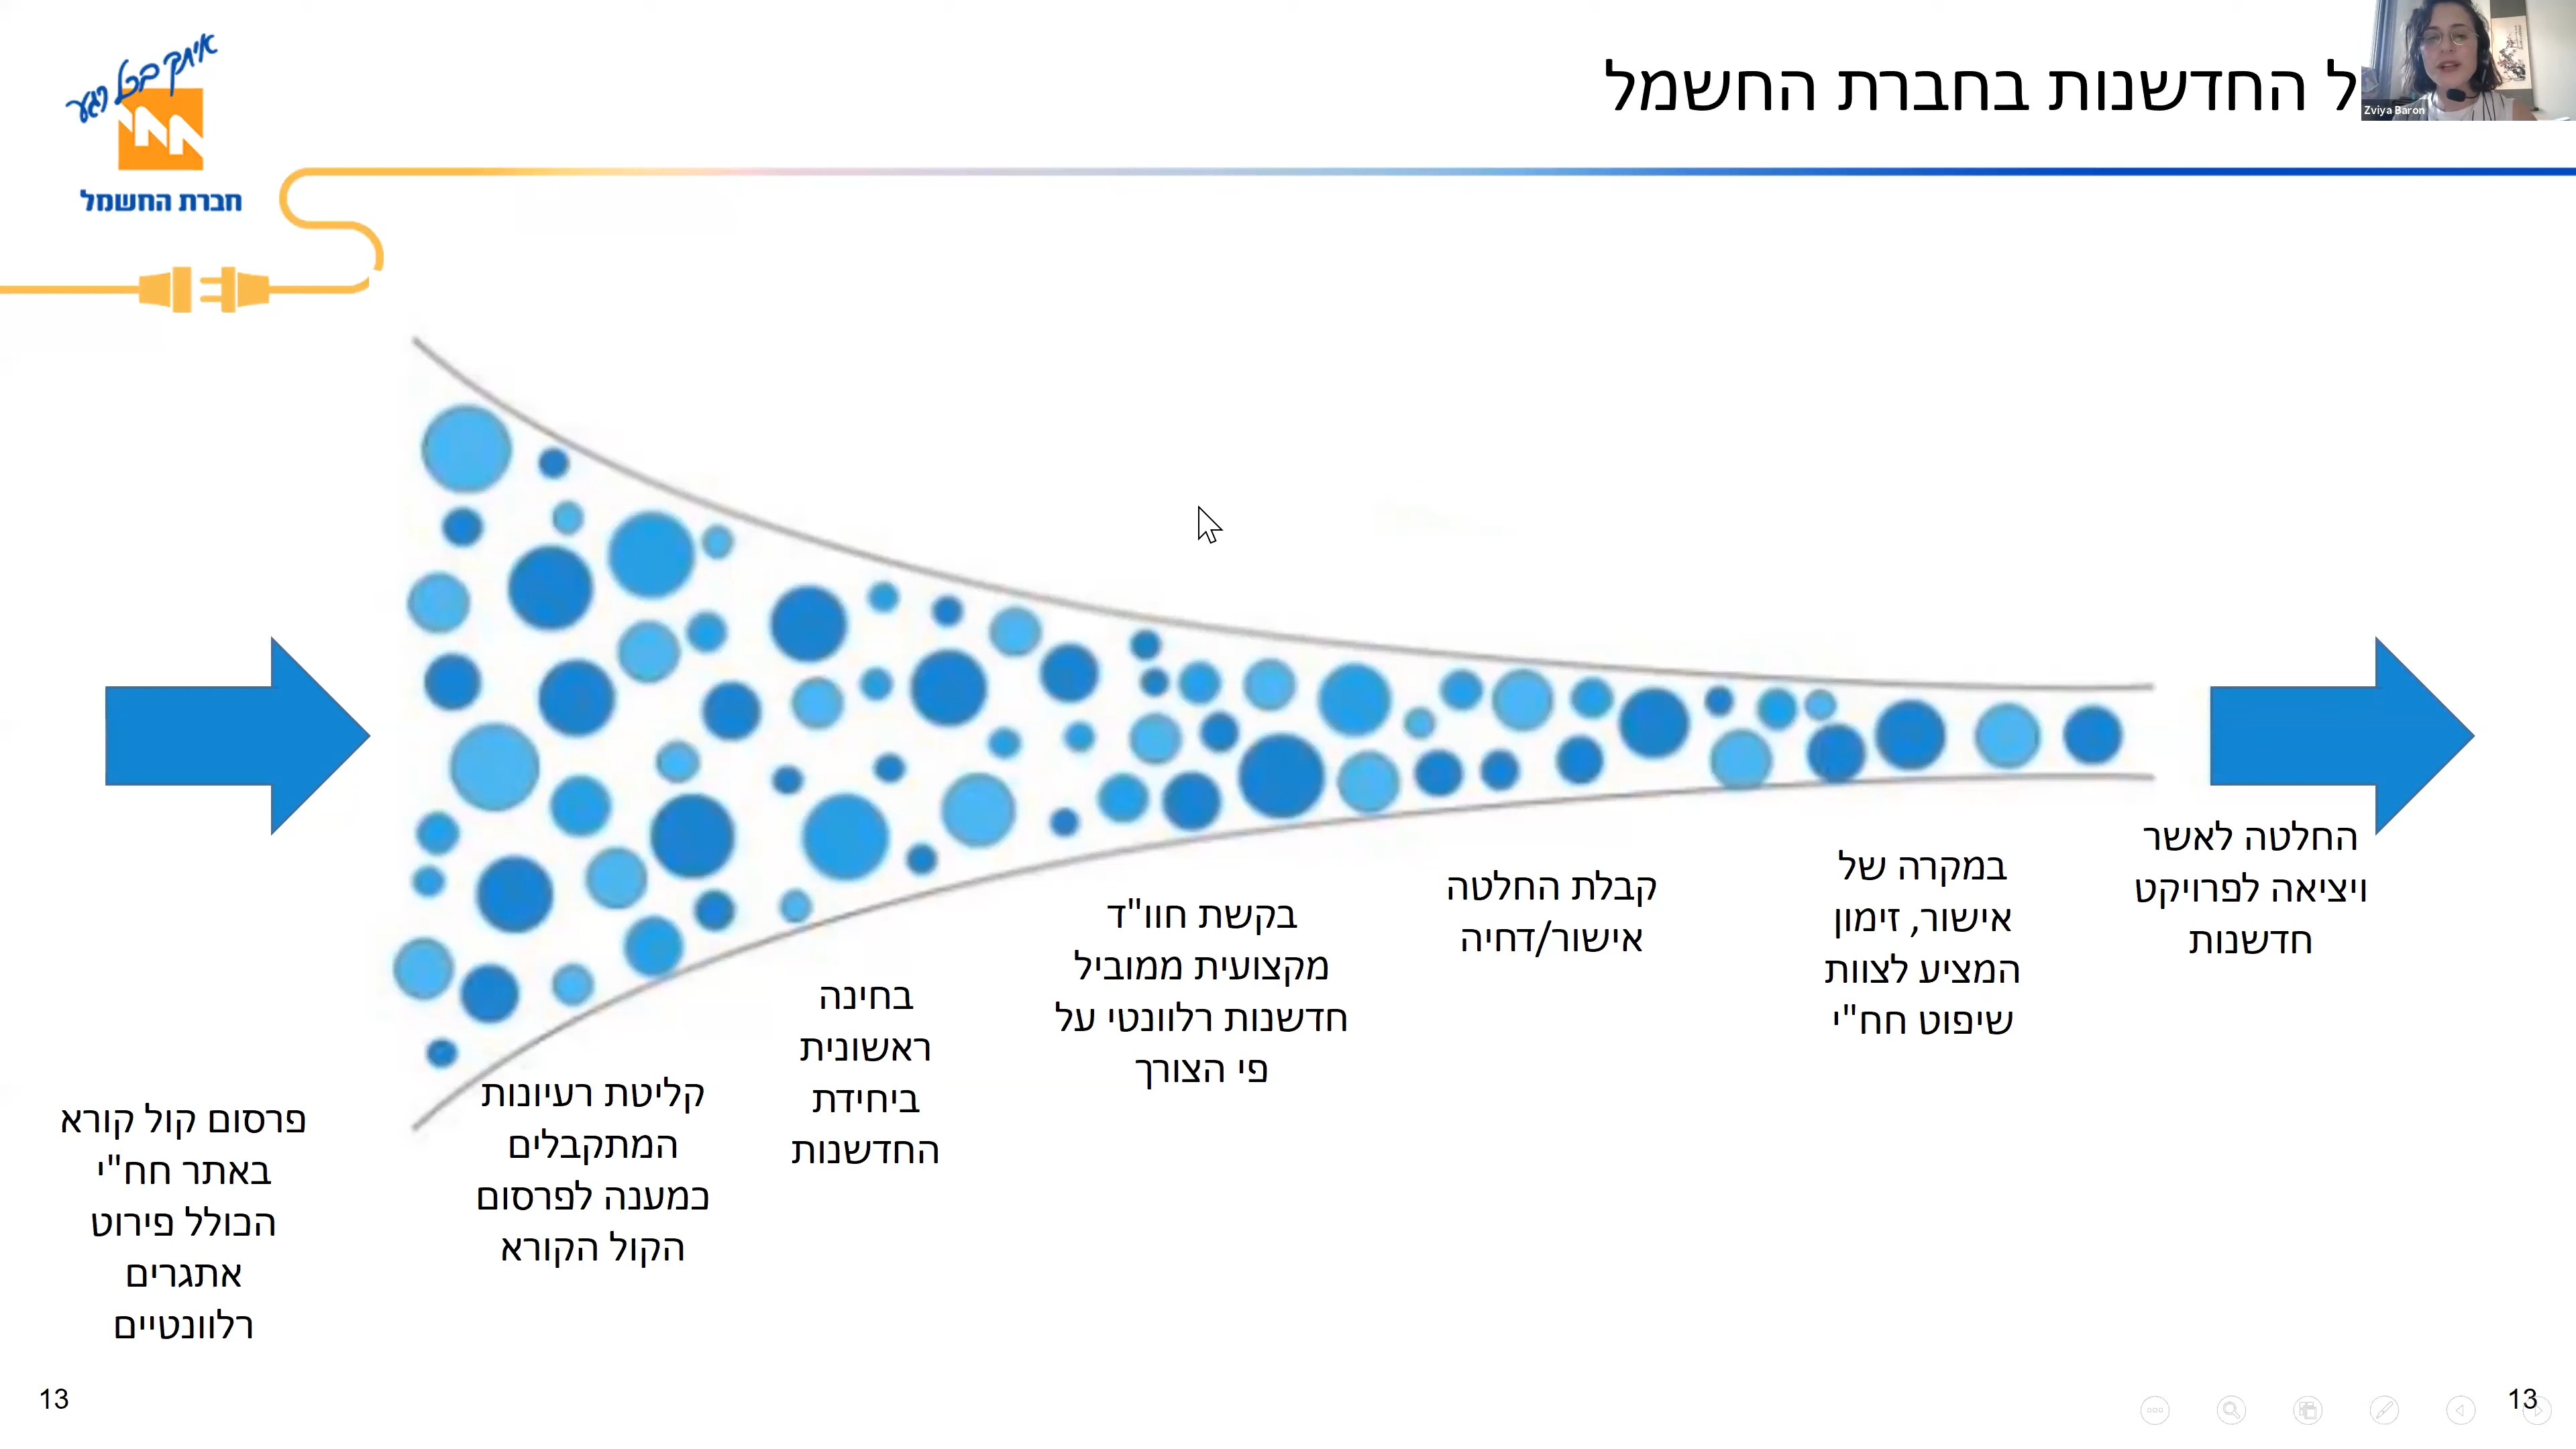 ל החדשנות בחברת החשמל
Zviya Baron
איתך בכל רגע
חברת החשמל
פרסום קול קורא
באתר חח"י
הכולל פירוט
אתגרים
רלוונטיים
קליטת רעיונות
המתקבלים
כמענה לפרסום
הקול הקורא
בחינה
ראשונית
ביחידת
החדשנות
בקשת חוו"ד
מקצועית ממוביל
חדשנות רלוונטי על
פי הצורך
קבלת החלטה
אישור/דחיה
במקרה של
אישור, זימון
המציע לצוות
שיפוט חח"י
החלטה לאשר
ויציאה לפרויקט
חדשנות
13
13